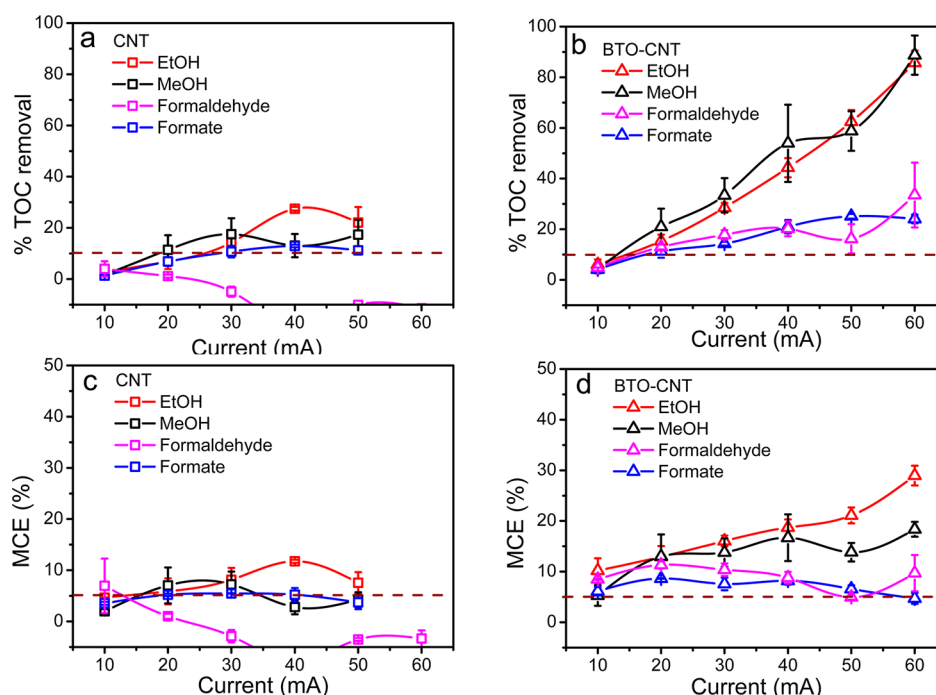 a CNT
EtOH
MeOH
Formaldehyde
Formate
% TOC removal
100
80
60
40
20
0
10 20 30 40 50 60
Current (mA)
b BTO-CNT
EtOH
MeOH
Formaldehyde
Formate
% TOC removal
100
80
60
40
20
0
10 20 30 40 50 60
Current (mA)
c CNT
EtOH
MeOH
Formaldehyde
Formate
MCE (%)
50
40
30
20
10
0
10 20 30 40 50 60
Current (mA)
d BTO-CNT
EtOH
MeOH
Formaldehyde
Formate
MCE (%)
50
40
30
20
10
0
10 20 30 40 50 60
Current (mA)